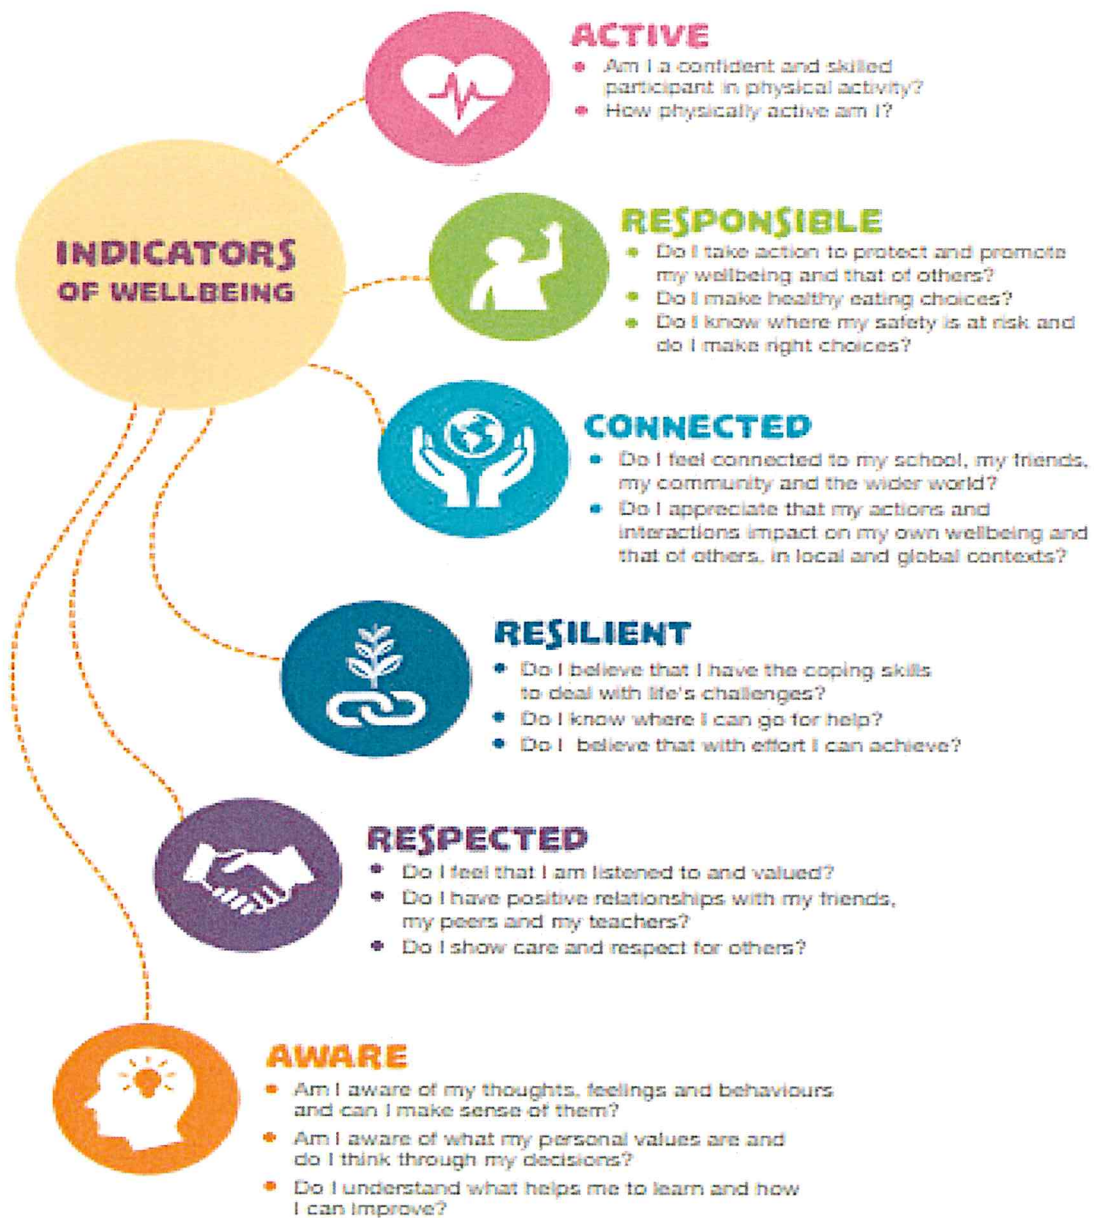 INDICATORS
OF WELLBEING
ACTIVE
• Am I a confident and skilled
participant in physical activity?
• How physically active am I?
RESPONSIBLE
• Do I take action to protect and promote
my wellbeing and that of others?
• Do I make healthy eating choices?
• Do I know where my safety is at risk and
do I make right choices?
CONNECTED
• Do I feel connected to my school, my friends,
my community and the wider world?
• Do I appreciate that my actions and
interactions impact on my own wellbeing and
that of others, in local and global contexts?
RESILIENT
• Do I believe that I have the coping skills
to deal with life's challenges?
• Do I know where I can go for help?
• Do I believe that with effort I can achieve?
RESPECTED
• Do I feel that I am listened to and valued?
• Do I have positive relationships with my friends,
my peers and my teachers?
• Do I show care and respect for others?
AWARE
• Am I aware of my thoughts, feelings and behaviours
and can I make sense of them?
• Am I aware of what my personal values are and
do I think through my decisions?
• Do I understand what helps me to learn and how
I can improve?